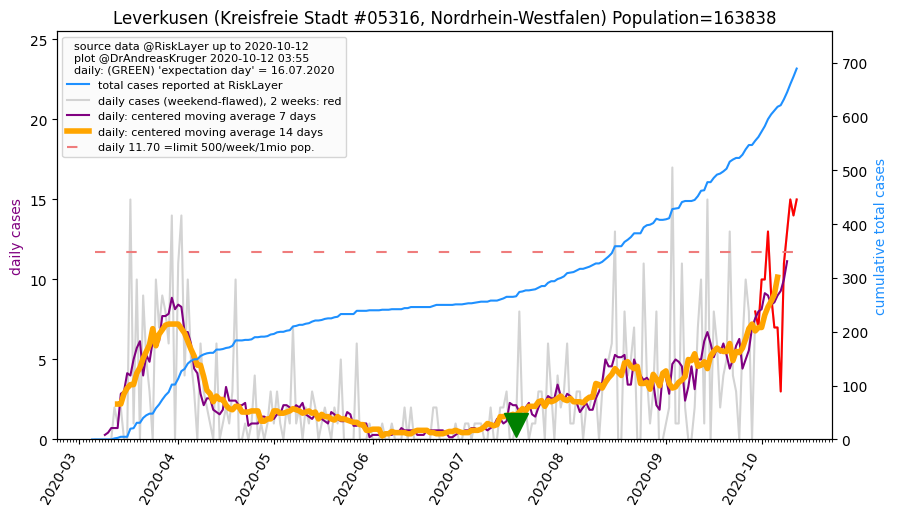 Leverkusen (Kreisfreie Stadt #05316, Nordrhein-Westfalen) Population=163838
source data @RiskLayer up to 2020-10-12
plot @DrAndreasKruger 2020-10-12 03:55
daily: (GREEN) 'expectation day' = 16.07.2020
total cases reported at RiskLayer
daily cases (weekend-flawed), 2 weeks: red
daily: centered moving average 7 days
daily: centered moving average 14 days
daily 11.70 =limit 500/week/1mio pop.
25
20
15
10
5
0
daily cases
700
600
500
400
300
200
100
0
cumulative total cases
2020-03
2020-04
2020-05
2020-06
2020-07
2020-08
2020-09
2020-10